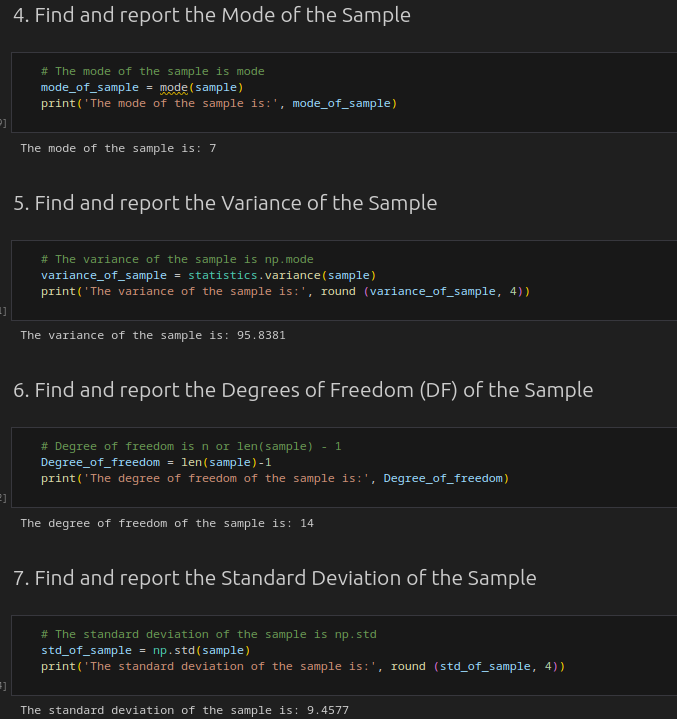 4. Find and report the Mode of the Sample
# The mode of the sample is mode
mode_of_sample = mode(sample)
print('The mode of the sample is:', mode_of_sample)
The mode of the sample is: 7
5. Find and report the Variance of the Sample
# The variance of the sample is np.mode
variance_of_sample = statistics.variance(sample)
print('The variance of the sample is:', round (variance_of_sample, 4))
The variance of the sample is: 95.8381
6. Find and report the Degrees of Freedom (DF) of the Sample
# Degree of freedom is n or len(sample) - 1
Degree_of_freedom = len(sample)-1
print('The degree of freedom of the sample is:', Degree_of_freedom)
The degree of freedom of the sample is: 14
7. Find and report the Standard Deviation of the Sample
# The standard deviation of the sample is np.std
std_of_sample = np.std(sample)
print('The standard deviation of the sample is:', round (std_of_sample, 4))
The standard deviation of the sample is: 9.4577